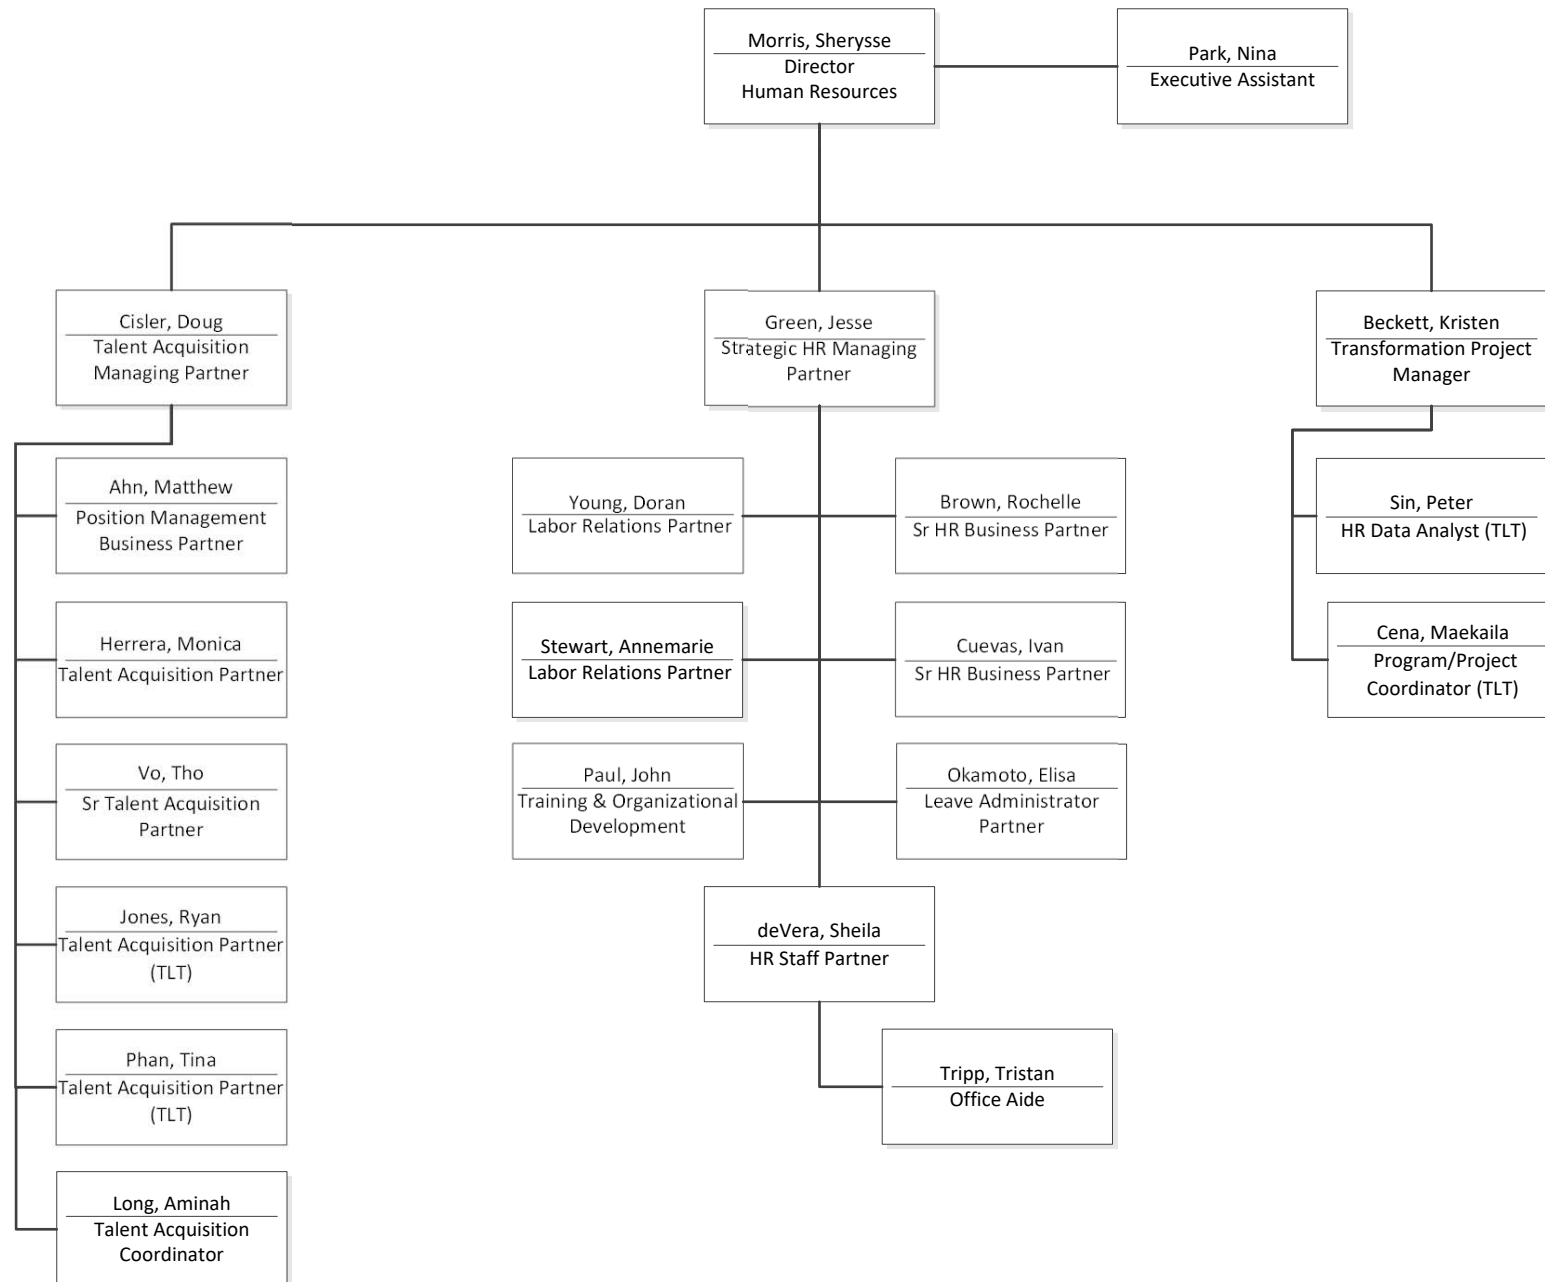 Morris, Sherysse
Director
Human Resources
Park, Nina
Executive Assistant
Cisler, Doug
Talent Acquisition
Managing Partner
Green, Jesse
Strategic HR Managing
Partner
Beckett, Kristen
Transformation Project
Manager
Ahn, Matthew
Position Management
Business Partner
Young, Doran
Labor Relations Partner
Brown, Rochelle
Sr HR Business Partner
Sin, Peter
HR Data Analyst (TLT)
Herrera, Monica
Talent Acquisition Partner
Stewart, Annemarie
Labor Relations Partner
Cuevas, Ivan
Sr HR Business Partner
Cena, Maekaila
Program/Project
Coordinator (TLT)
Vo, Tho
Sr Talent Acquisition
Partner
Paul, John
Training & Organizational
Development
Okamoto, Elisa
Leave Administrator
Partner
Jones, Ryan
Talent Acquisition Partner
(TLT)
deVera, Sheila
HR Staff Partner
Phan, Tina
Talent Acquisition Partner
(TLT)
Tripp, Tristan
Office Aide
Long, Aminah
Talent Acquisition
Coordinator